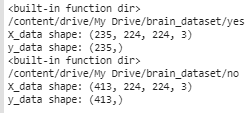 <built-in function dir>
/content/drive/My Drive/brain_dataset/yes
X_data shape: (235, 224, 224, 3)
y_data shape: (235,)
<built-in function dir>
/content/drive/My Drive/brain_dataset/no
X_data shape: (413, 224, 224, 3)
y_data shape: (413,)